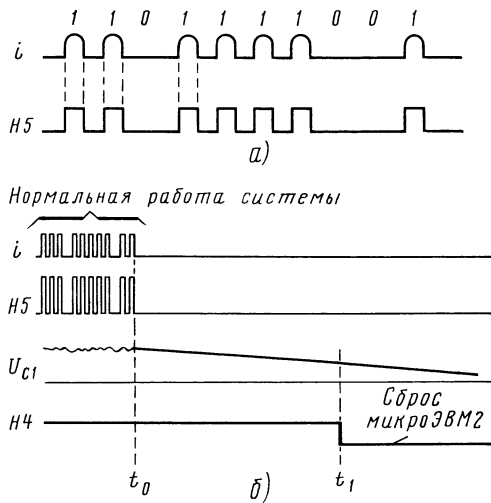 1 1 0 1 1 1 1 0 0 1
i
H5
а)
Нормальная работа системы
i
H5
U_C1
H4
Сброс
микроЭВМ2
t_0 t_1
б)